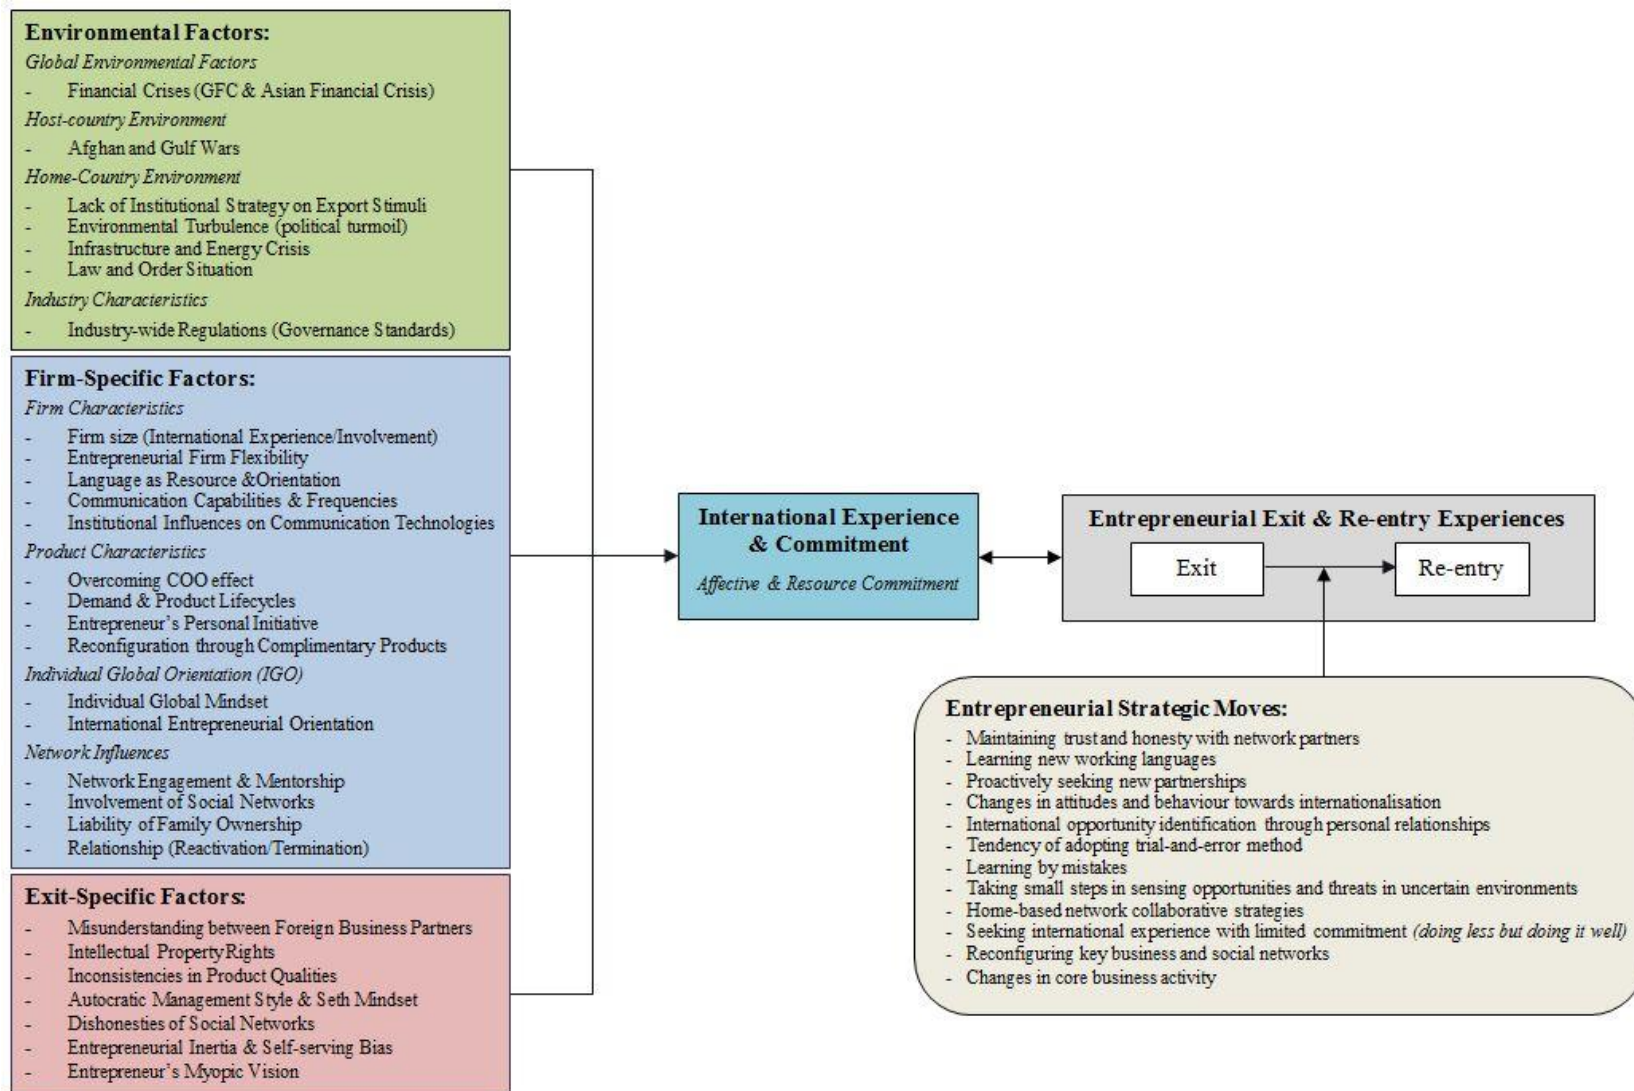 Environmental Factors:
Global Environmental Factors
- Financial Crises (GFC & Asian Financial Crisis)
Host-country Environment
- Afghan and Gulf Wars
Home-Country Environment
- Lack of Institutional Strategy on Export Stimuli
- Environmental Turbulence (political turmoil)
- Infrastructure and Energy Crisis
- Law and Order Situation
Industry Characteristics
- Industry-wide Regulations (Governance Standards)
Firm-Specific Factors:
Firm Characteristics
- Firm size (International Experience/Involvement)
- Entrepreneurial Firm Flexibility
- Language as Resource &Orientation
- Communication Capabilities & Frequencies
- Institutional Influences on Communication Technologies
Product Characteristics
- Overcoming COO effect
- Demand & Product Lifecycles
- Entrepreneur's Personal Initiative
- Reconfiguration through Complimentary Products
Individual Global Orientation (IGO)
- Individual Global Mindset
- International Entrepreneurial Orientation
Network Influences
- Network Engagement & Mentorship
- Involvement of Social Networks
- Liability of Family Ownership
- Relationship (Reactivation/Termination)
Exit-Specific Factors:
- Misunderstanding between Foreign Business Partners
- Intellectual Property Rights
- Inconsistencies in Product Qualities
- Autocratic Management Style & Seth Mindset
- Dishonesties of Social Networks
- Entrepreneurial Inertia & Self-serving Bias
- Entrepreneur's Myopic Vision
International Experience
& Commitment
Affective & Resource Commitment
Entrepreneurial Exit & Re-entry Experiences
Exit
Re-entry
Entrepreneurial Strategic Moves:
- Maintaining trust and honesty with network partners
- Learning new working languages
- Proactively seeking new partnerships
- Changes in attitudes and behaviour towards internationalisation
- International opportunity identification through personal relationships
- Tendency of adopting trial-and-error method
- Learning by mistakes
- Taking small steps in sensing opportunities and threats in uncertain environments
- Home-based network collaborative strategies
- Seeking international experience with limited commitment (doing less but doing it well)
- Reconfiguring key business and social networks
- Changes in core business activity